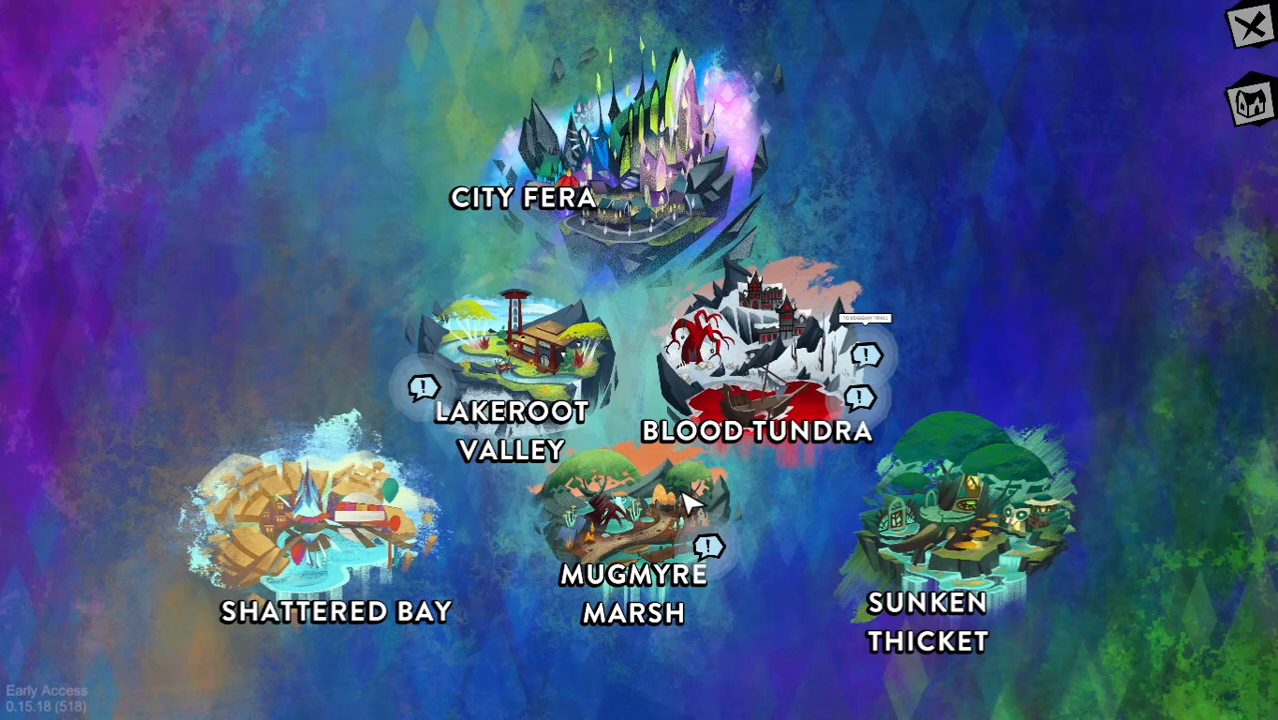 CITY FERA
LAKEROOT
VALLEY
BLOOD TUNDRA
SHATTERED BAY
MUGMYRE
MARSH
SUNKEN
THICKET
Early Access
0.15.18 (518)